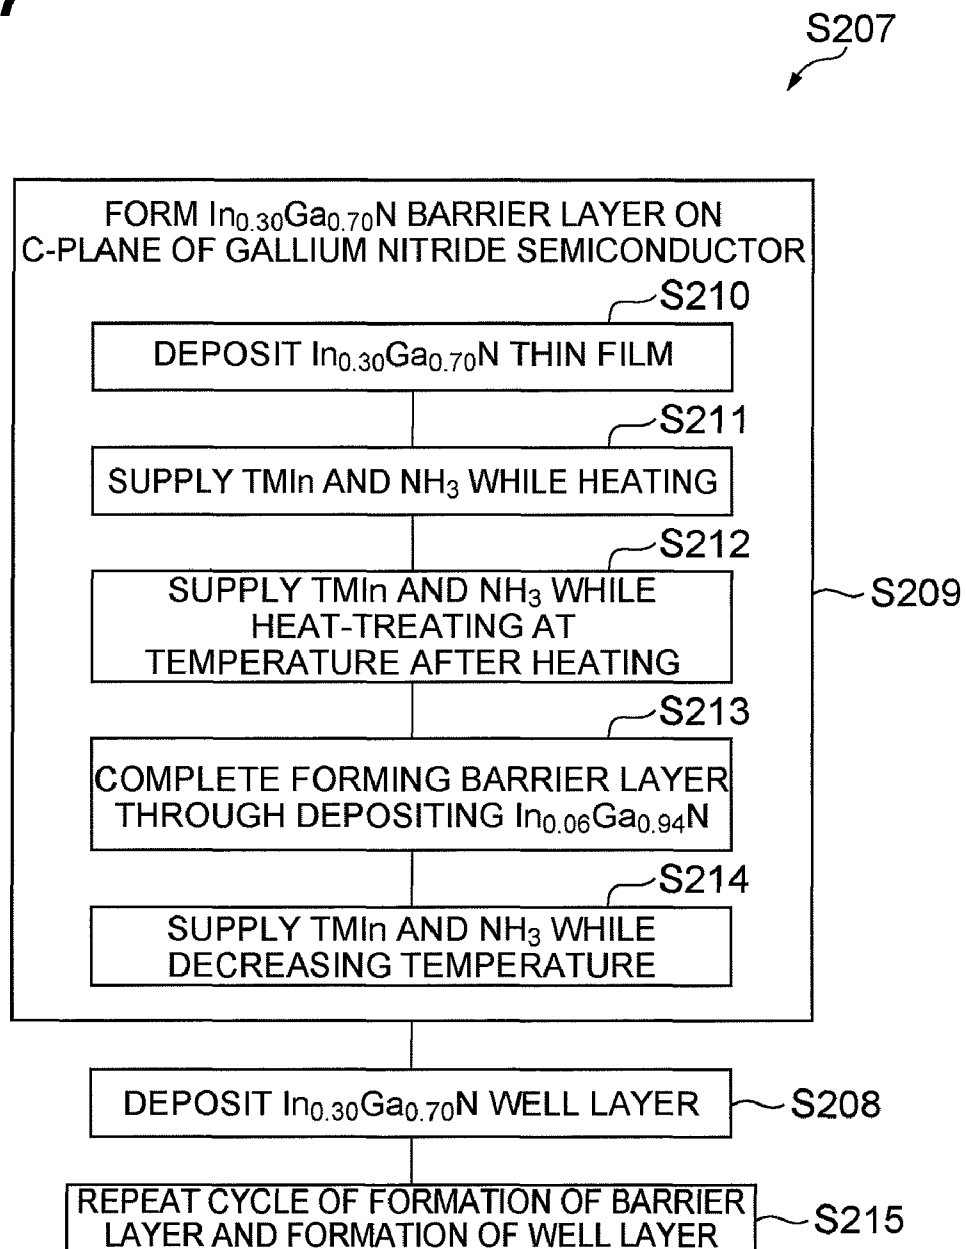 S207
FORM In0.30Ga0.70N BARRIER LAYER ON
C-PLANE OF GALLIUM NITRIDE SEMICONDUCTOR
S210
DEPOSIT In0.30Ga0.70N THIN FILM
S211
SUPPLY TMIn AND NH3 WHILE HEATING
S212
SUPPLY TMIn AND NH3 WHILE
HEAT-TREATING AT
TEMPERATURE AFTER HEATING
S209
S213
COMPLETE FORMING BARRIER LAYER
THROUGH DEPOSITING In0.06Ga0.94N
S214
SUPPLY TMIn AND NH3 WHILE
DECREASING TEMPERATURE
DEPOSIT In0.30Ga0.70N WELL LAYER
S208
REPEAT CYCLE OF FORMATION OF BARRIER
LAYER AND FORMATION OF WELL LAYER
S215